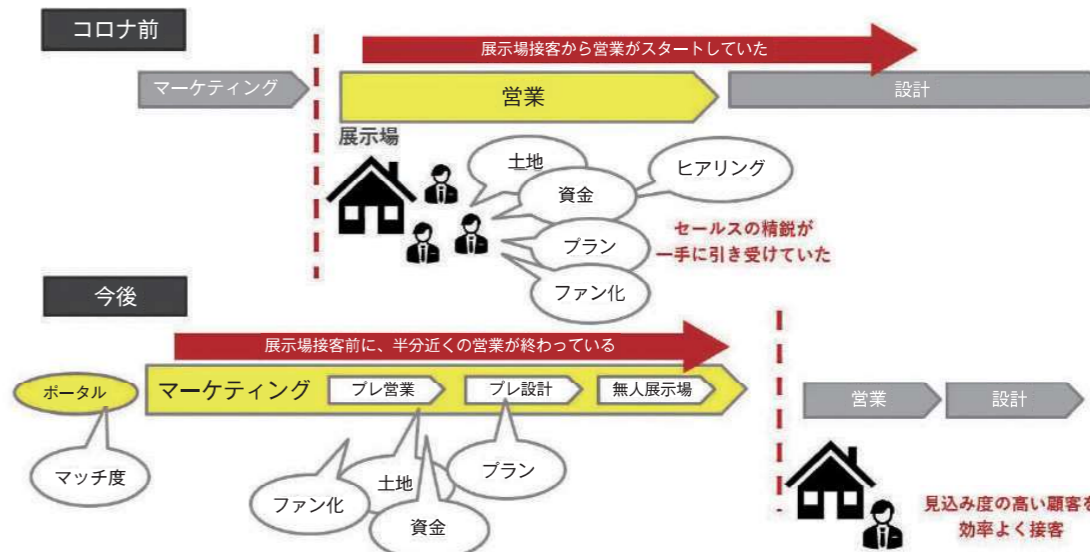 コロナ前
展示場接客から営業がスタートしていた
マーケティング
営業
設計
展示場
土地
ヒアリング
資金
セールスの精鋭が
一手に引き受けていた
プラン
ファン化
今後
展示場接客前に、半分近くの営業が終わっている
ポータル
マーケティング
プレ営業
プレ設計
無人展示場
営業
設計
マッチ度
ファン化
土地
プラン
資金
見込み度の高い顧客を
効率よく接客